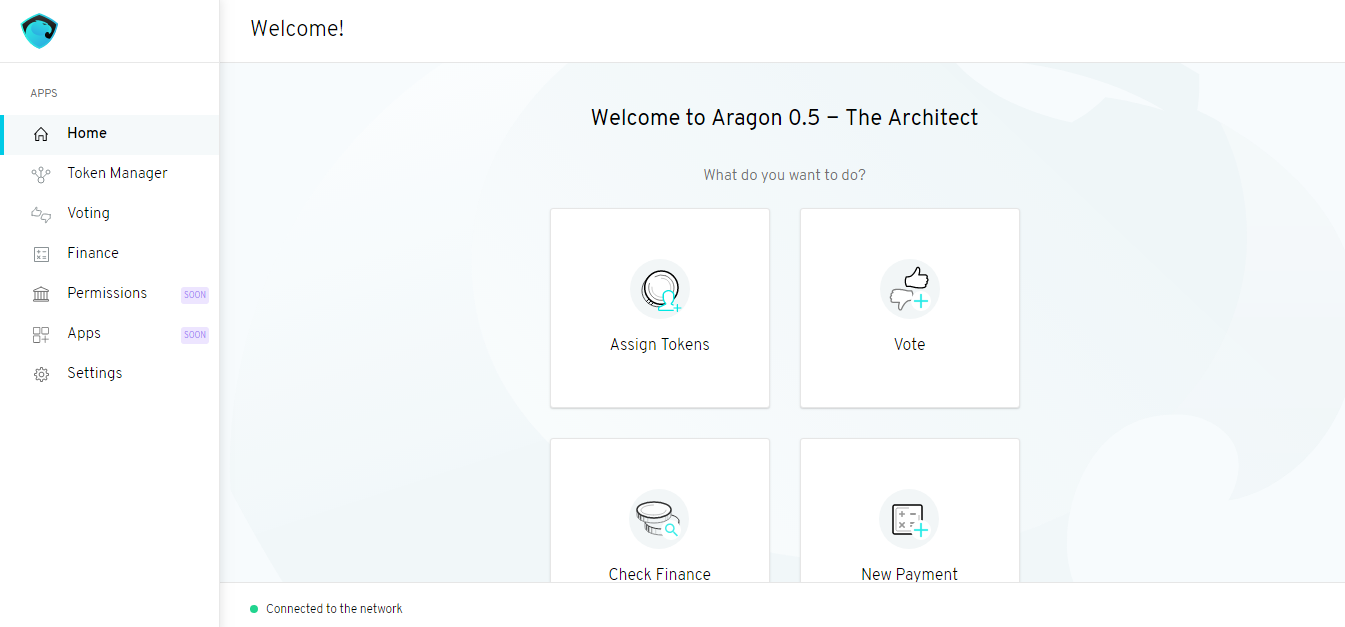 Welcome!
APPS
Home
Token Manager
Voting
Finance
Permissions SOON
Apps SOON
Settings
Welcome to Aragon 0.5 – The Architect
What do you want to do?
Assign Tokens
Vote
Check Finance
New Payment
Connected to the network